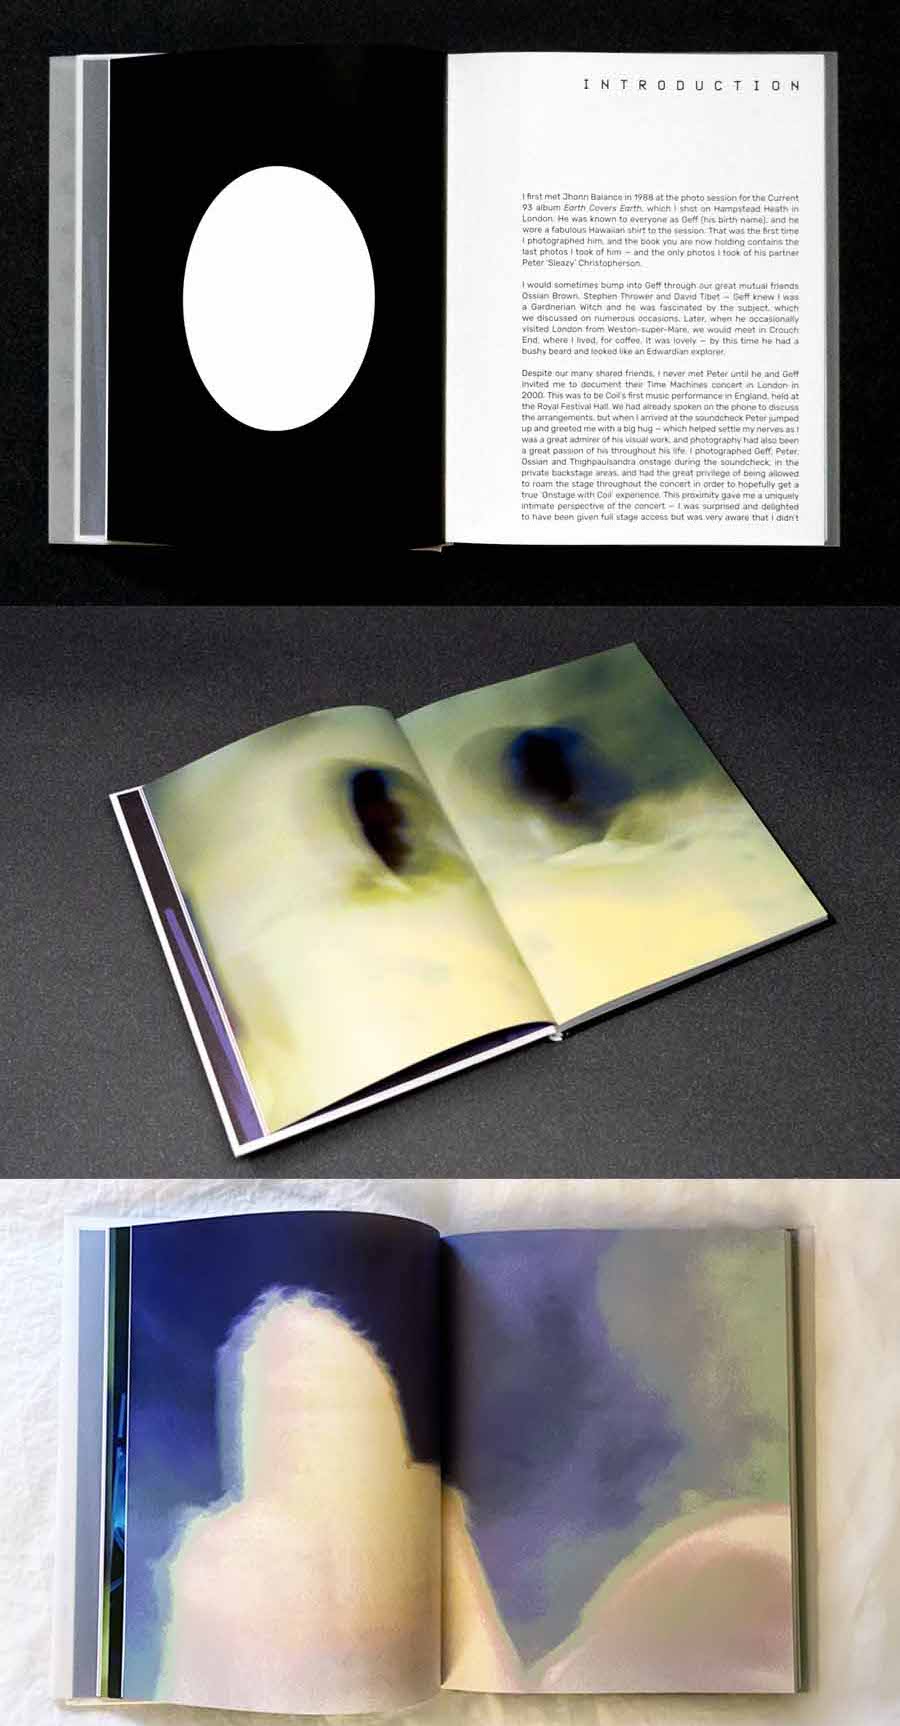 INTRODUCTION
I first met Jhonn Balance in 1988 at the photo session for the Current
93 album Earth Covers Earth, which I shot on Hampstead Heath in
London. He was known to everyone as Geff (his birth name), and he
wore a fabulous Hawaiian shirt to the session. That was the first time
I photographed him, and the book you are now holding contains the
last photos I took of him – and the only photos I took of his partner
Peter 'Sleazy' Christopherson.
I would sometimes bump into Geff through our great mutual friends
Ossian Brown, Stephen Thrower and David Tibet – Geff knew I was
a Gardnerian Witch and he was fascinated by the subject, which
we discussed on numerous occasions. Later, when he occasionally
visited London from Weston-super-Mare, we would meet in Crouch
End, where I lived, for coffee. It was lovely – by this time he had a
bushy beard and looked like an Edwardian explorer.
Despite our many shared friends, I never met Peter until he and Geff
invited me to document their Time Machines concert in London in
2000. This was to be Coil's first music performance in England, held at
the Royal Festival Hall. We had already spoken on the phone to discuss
the arrangements, but when I arrived at the soundcheck Peter jumped
up and greeted me with a big hug – which helped settle my nerves as I
was a great admirer of his visual work, and photography had also been
a great passion of his throughout his life. I photographed Geff, Peter,
Ossian and Thighpaulsandra onstage during the soundcheck, in the
private backstage areas, and had the great privilege of being allowed
to roam the stage throughout the concert in order to hopefully get a
true 'Onstage with Coil' experience. This proximity gave me a uniquely
intimate perspective of the concert – I was surprised and delighted
to have been given full stage access but was very aware that I didn't